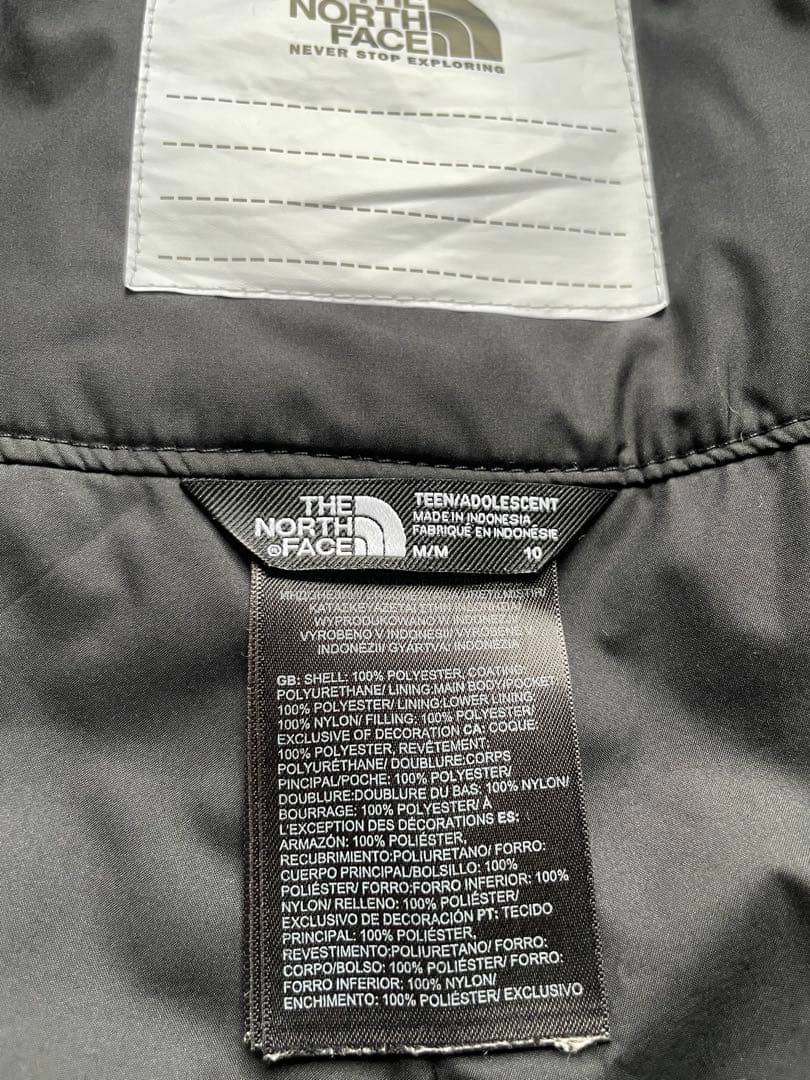 THE
NORTH
FACE
NEVER STOP EXPLORING
THE
NORTH
®FACE
TEEN/ADOLESCENT
MADE IN INDONESIA
FABRIQUÉ EN INDONÉSIE
M/M 10
ΚΑΤΑΣΚΕΥΑΖΕΤΑΙ ΣΤΗΝ
WYPRODUKOWANO W INDONEZJI/
VYROBENO V INDONÉSII/ VYROBENÉ V
INDONÉZII/ GYÁRTVA/ INDONÉZIA
GB: SHELL: 100% POLYESTER, COATING:
POLYURETHANE/ LINING:MAIN BODY/POCKET:
100% POLYESTER/ LINING:LOWER LINING:
100% NYLON/ FILLING: 100% POLYESTER/
EXCLUSIVE OF DECORATION CA: COQUE:
100% POLYESTER, REVÊTEMENT:
POLYURÉTHANE/ DOUBLURE:CORPS
PINCIPAL/POCHE: 100% POLYESTER/
DOUBLURE:DOUBLURE DU BAS: 100% NYLON/
BOURRAGE: 100% POLYESTER/ À
L'EXCEPTION DES DÉCORATIONS ES:
ARMAZÓN: 100% POLIÉSTER,
RECUBRIMIENTO:POLIURETANO/ FORRO:
CUERPO PRINCIPAL/BOLSILLO: 100%
POLIÉSTER/ FORRO:FORRO INFERIOR: 100%
NYLON/ RELLENO: 100% POLIÉSTER/
EXCLUSIVO DE DECORACIÓN PT: TECIDO
PRINCIPAL: 100% POLIÉSTER,
REVESTIMENTO:POLIURETANO/ FORRO:
CORPO/BOLSO: 100% POLIÉSTER/ FORRO:
FORRO INFERIOR: 100% NYLON/
ENCHIMENTO: 100% POLIÉSTER/ EXCLUSIVO